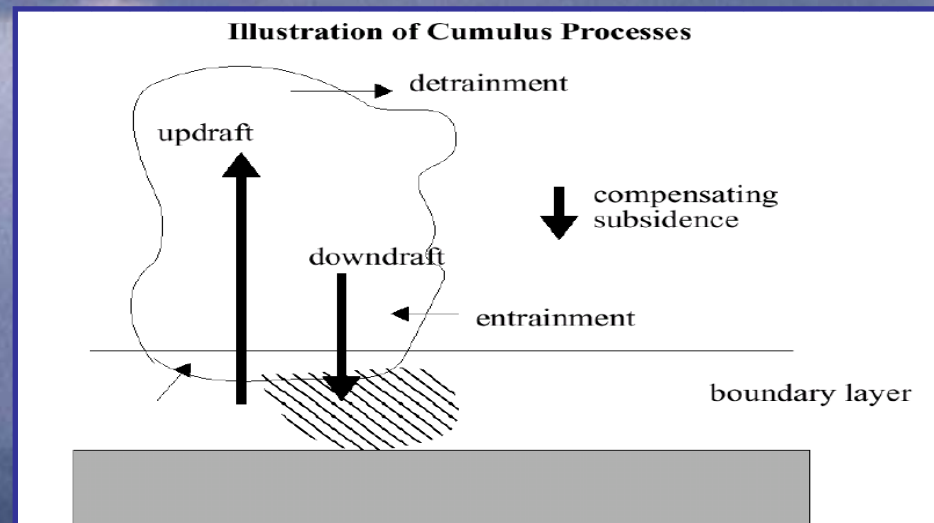 Illustration of Cumulus Processes
detrainment
updraft
compensating
subsidence
downdraft
entrainment
boundary layer